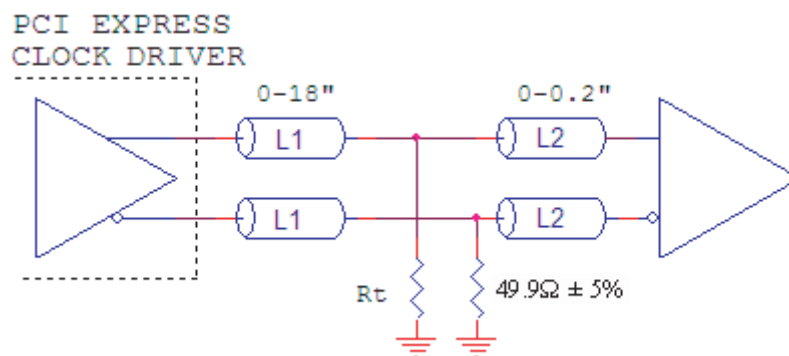 PCI EXPRESS
CLOCK DRIVER
0-18" 0-0.2"
L1 L2
L1 L2
Rt 49.9Ω ± 5%